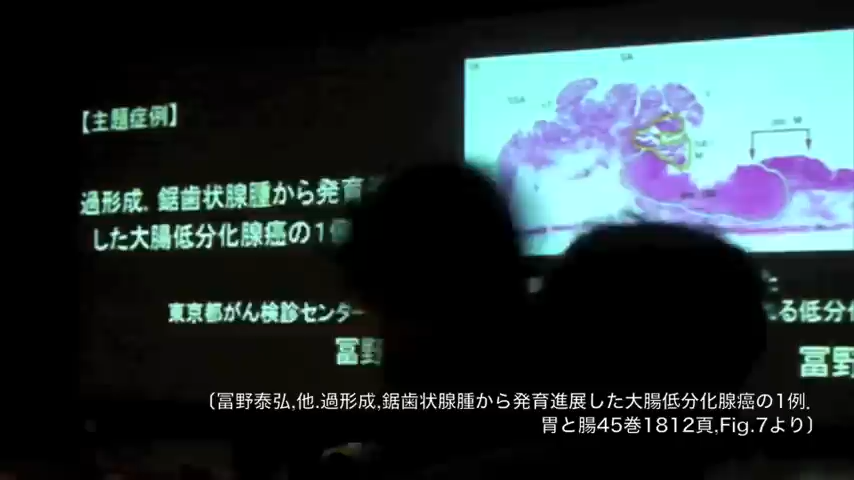 【主題症例】
過形成，鋸歯状腺腫から発育
した大腸低分化腺癌の1例
東京都がん検診センター
冨野
る低分化
冨野
〔冨野泰弘,他.過形成,鋸歯状腺腫から発育進展した大腸低分化腺癌の1例.
胃と腸45巻1812頁,Fig.7より〕